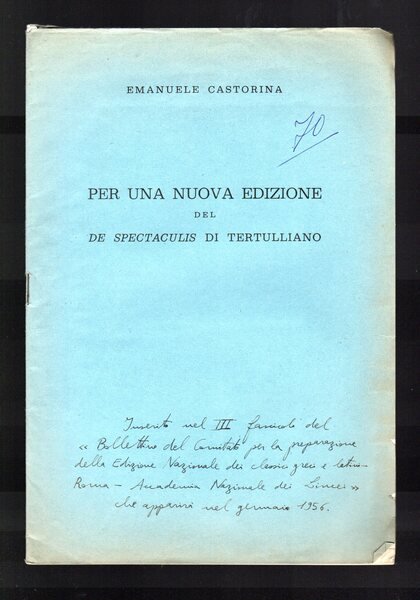 EMANUELE CASTORINA
70
PER UNA NUOVA EDIZIONE
DEL
DE SPECTACULIS DI TERTULLIANO
Inserito nel III fascicoli del
« Bollettino del Comitato per la preparazione
della Edizione Nazionale dei classici greci e latini -
Roma - Accademia Nazionale dei Lincei »
che apparirà nel gennaio 1956.